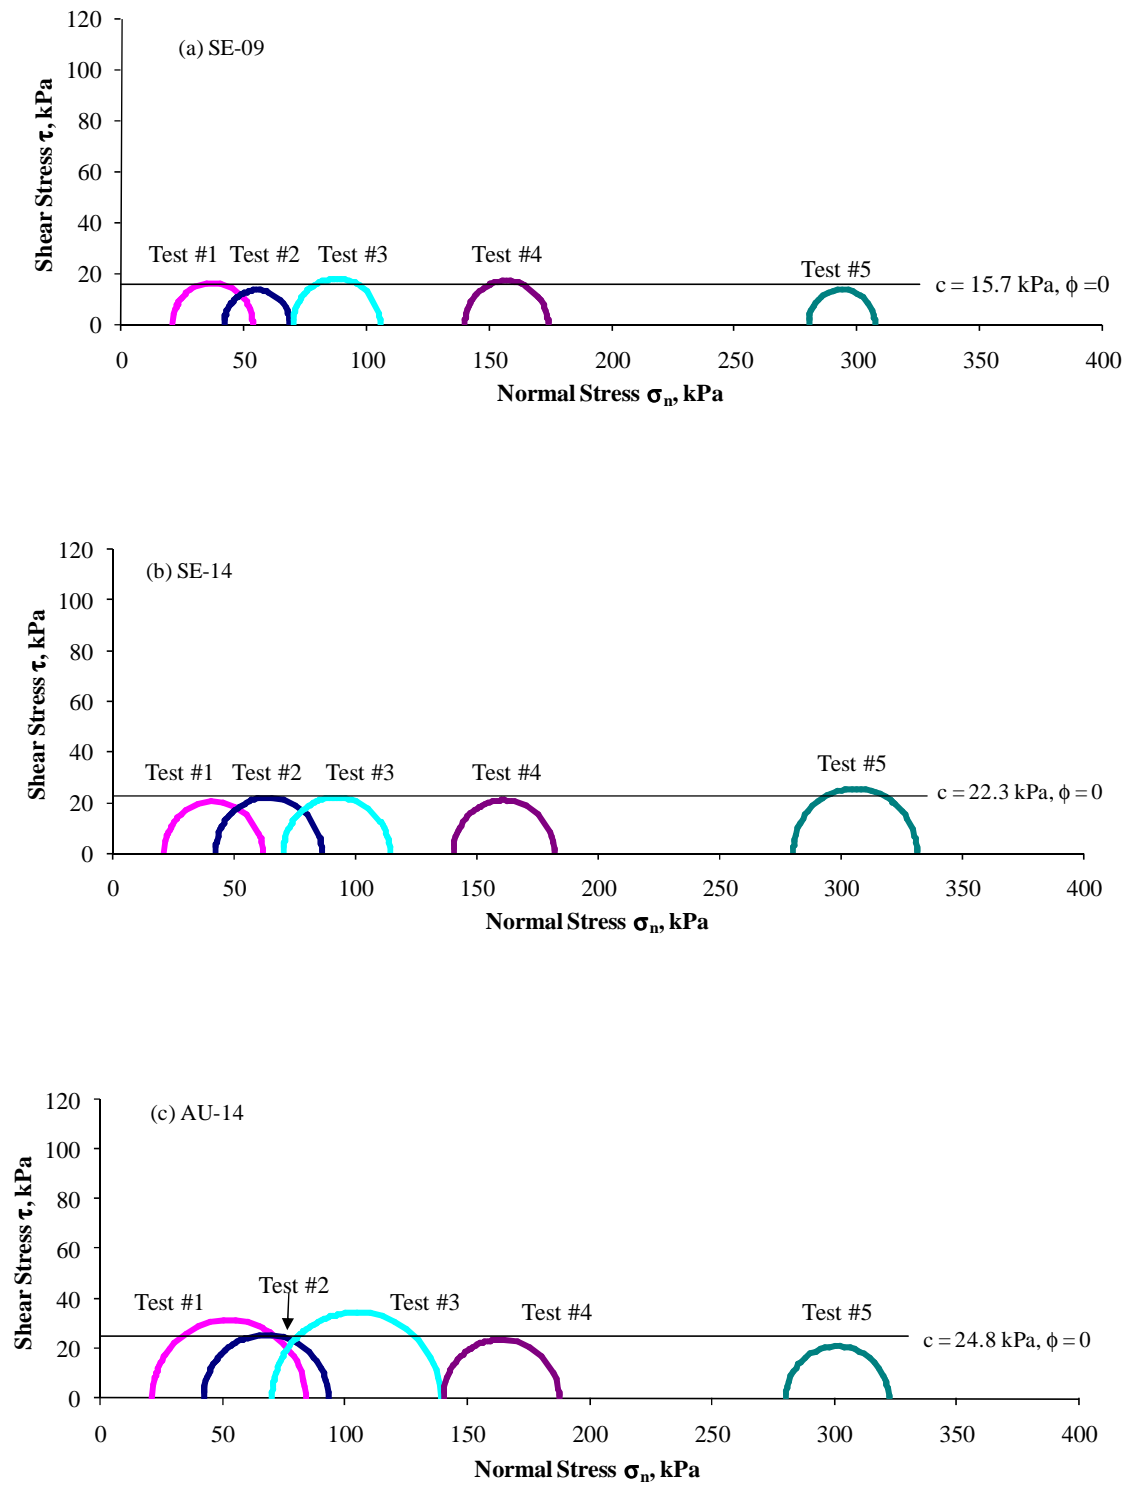 120
(a) SE-09
100
80
60
40
20
0
Shear Stress τ, kPa
Test #1 Test #2 Test #3 Test #4 Test #5
c = 15.7 kPa, ϕ =0
0 50 100 150 200 250 300 350 400
Normal Stress σn, kPa
120
(b) SE-14
100
80
60
40
20
0
Shear Stress τ, kPa
Test #1 Test #2 Test #3 Test #4 Test #5
c = 22.3 kPa, ϕ = 0
0 50 100 150 200 250 300 350 400
Normal Stress σn, kPa
120
(c) AU-14
100
80
60
40
20
0
Shear Stress τ, kPa
Test #2
Test #1 Test #3 Test #4 Test #5
c = 24.8 kPa, ϕ = 0
0 50 100 150 200 250 300 350 400
Normal Stress σn, kPa